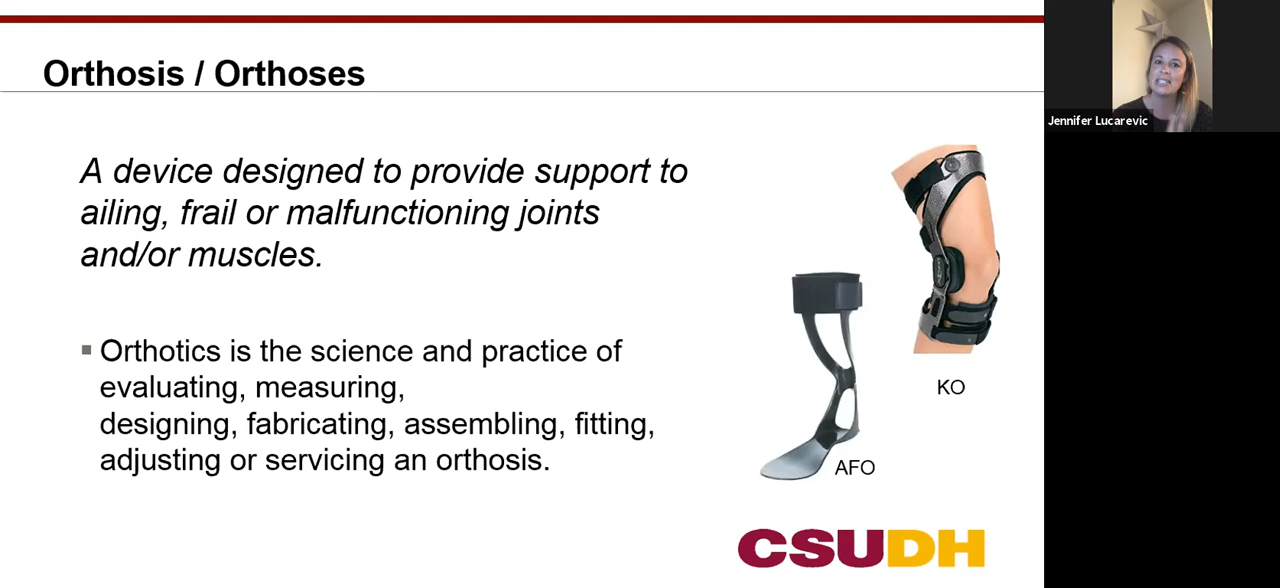 Orthosis / Orthoses
Jennifer Lucarevic
A device designed to provide support to
ailing, frail or malfunctioning joints
and/or muscles.
▪ Orthotics is the science and practice of
evaluating, measuring,
designing, fabricating, assembling, fitting,
adjusting or servicing an orthosis.
KO
AFO
CSUDH